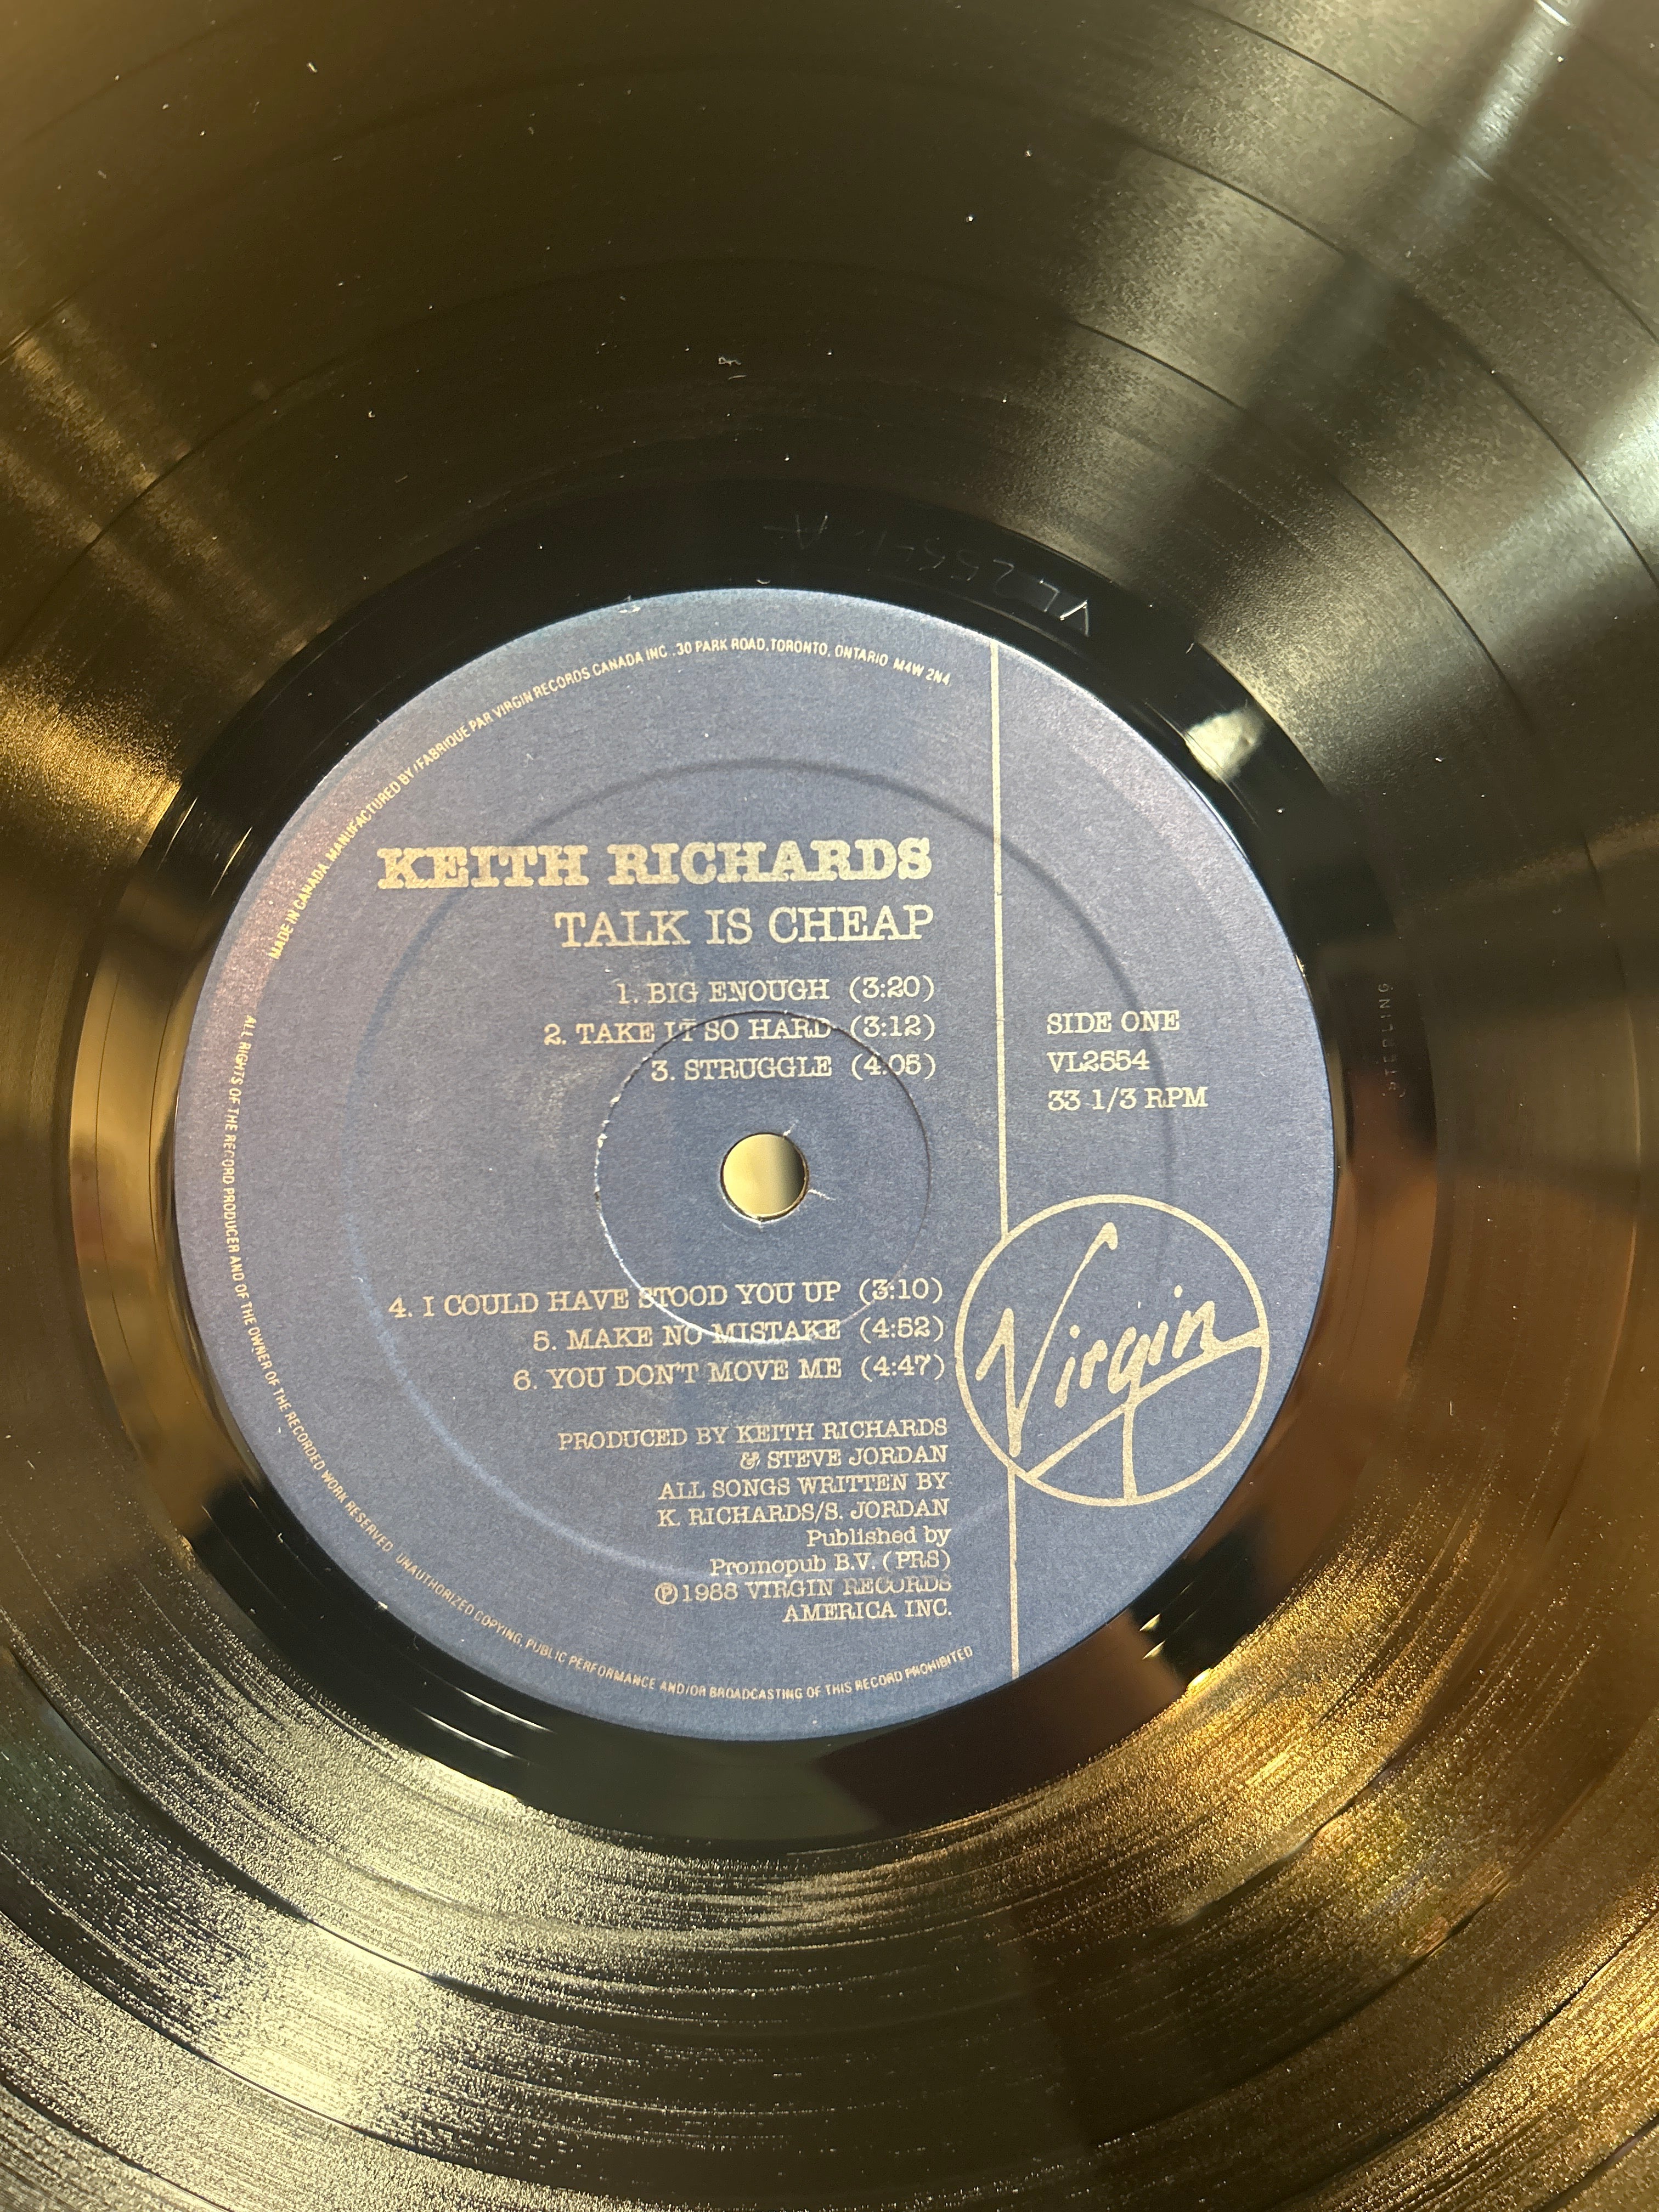 MADE IN CANADA. MANUFACTURED BY / FABRIQUE PAR VIRGIN RECORDS CANADA INC. 30 PARK ROAD, TORONTO, ONTARIO M4W 2N4
KEITH RICHARDS
TALK IS CHEAP
1. BIG ENOUGH (3:20)
2. TAKE IT SO HARD (3:12)
3. STRUGGLE (4:05)
SIDE ONE
VL2554
33 1/3 RPM
STERLING
4. I COULD HAVE STOOD YOU UP (3:10)
5. MAKE NO MISTAKE (4:52)
6. YOU DON'T MOVE ME (4:47)
Virgin
PRODUCED BY KEITH RICHARDS
& STEVE JORDAN
ALL SONGS WRITTEN BY
K. RICHARDS/S. JORDAN
Published by
Promopub B.V. (PRS)
℗1988 VIRGIN RECORDS
AMERICA INC.
ALL RIGHTS OF THE RECORD PRODUCER AND OF THE OWNER OF THE RECORDED WORK RESERVED. UNAUTHORIZED COPYING, PUBLIC PERFORMANCE AND/OR BROADCASTING OF THIS RECORD PROHIBITED